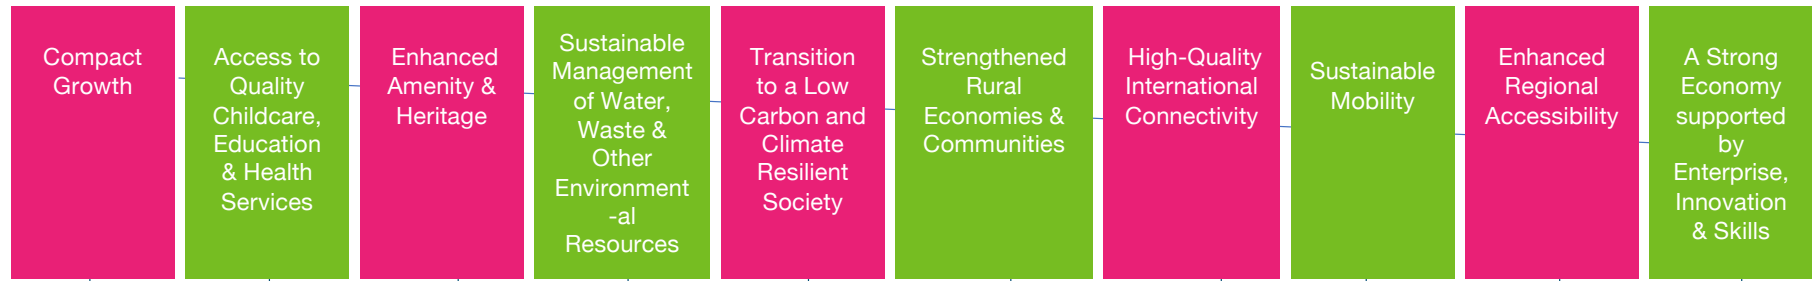 Compact
Growth
Access to
Quality
Childcare,
Education
& Health
Services
Enhanced
Amenity &
Heritage
Sustainable
Management
of Water,
Waste &
Other
Environment
-al
Resources
Transition
to a Low
Carbon and
Climate
Resilient
Society
Strengthened
Rural
Economies &
Communities
High-Quality
International
Connectivity
Sustainable
Mobility
Enhanced
Regional
Accessibility
A Strong
Economy
supported
by
Enterprise,
Innovation
& Skills